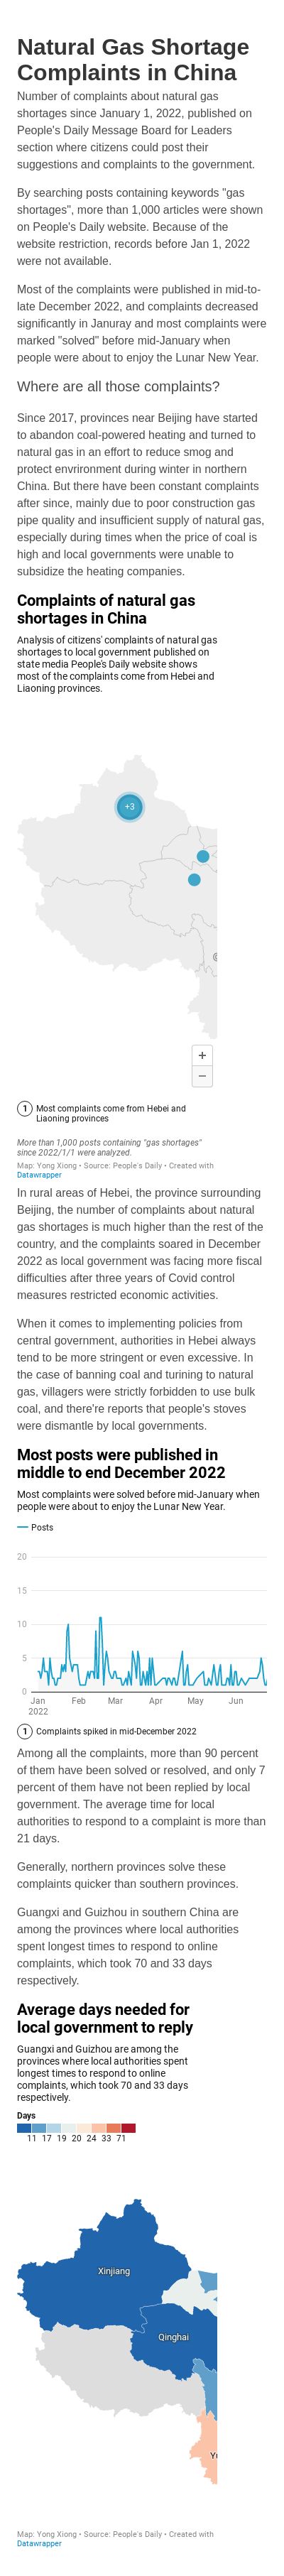 Natural Gas Shortage
Complaints in China
Number of complaints about natural gas
shortages since January 1, 2022, published on
People's Daily Message Board for Leaders
section where citizens could post their
suggestions and complaints to the government.
By searching posts containing keywords "gas
shortages", more than 1,000 articles were shown
on People's Daily website. Because of the
website restriction, records before Jan 1, 2022
were not available.
Most of the complaints were published in mid-to-
late December 2022, and complaints decreased
significantly in Januray and most complaints were
marked "solved" before mid-January when
people were about to enjoy the Lunar New Year.
Where are all those complaints?
Since 2017, provinces near Beijing have started
to abandon coal-powered heating and turned to
natural gas in an effort to reduce smog and
protect environment during winter in northern
China. But there have been constant complaints
after since, mainly due to poor construction gas
pipe quality and insufficient supply of natural gas,
especially during times when the price of coal is
high and local governments were unable to
subsidize the heating companies.
Complaints of natural gas
shortages in China
Analysis of citizens' complaints of natural gas
shortages to local government published on
state media People's Daily website shows
most of the complaints come from Hebei and
Liaoning provinces.
+3
+
−
1 Most complaints come from Hebei and
Liaoning provinces
More than 1,000 posts containing "gas shortages"
since 2022/1/1 were analyzed.
Map: Yong Xiong • Source: People's Daily • Created with
Datawrapper
In rural areas of Hebei, the province surrounding
Beijing, the number of complaints about natural
gas shortages is much higher than the rest of the
country, and the complaints soared in December
2022 as local government was facing more fiscal
difficulties after three years of Covid control
measures restricted economic activities.
When it comes to implementing policies from
central government, authorities in Hebei always
tend to be more stringent or even excessive. In
the case of banning coal and turining to natural
gas, villagers were strictly forbidden to use bulk
coal, and there're reports that people's stoves
were dismantle by local governments.
Most posts were published in
middle to end December 2022
Most complaints were solved before mid-January when
people were about to enjoy the Lunar New Year.
Posts
20
15
10
5
0
Jan Feb Mar Apr May Jun
2022
1 Complaints spiked in mid-December 2022
Among all the complaints, more than 90 percent
of them have been solved or resolved, and only 7
percent of them have not been replied by local
government. The average time for local
authorities to respond to a complaint is more than
21 days.
Generally, northern provinces solve these
complaints quicker than southern provinces.
Guangxi and Guizhou in southern China are
among the provinces where local authorities
spent longest times to respond to online
complaints, which took 70 and 33 days
respectively.
Average days needed for
local government to reply
Guangxi and Guizhou are among the
provinces where local authorities spent
longest times to respond to online
complaints, which took 70 and 33 days
respectively.
Days
11 17 19 20 24 33 71
Xinjiang
Qinghai
Yu
Map: Yong Xiong • Source: People's Daily • Created with
Datawrapper